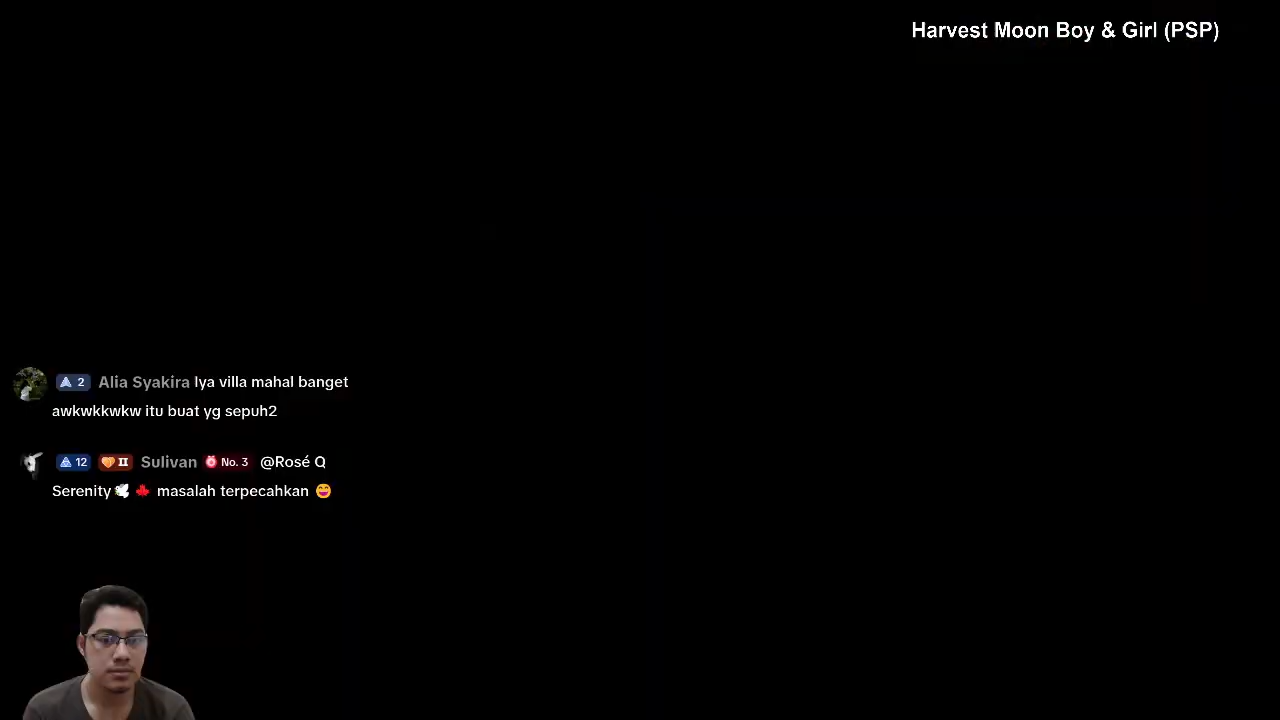 Harvest Moon Boy & Girl (PSP)
2 Alia Syakira Iya villa mahal banget
awkwkkwkw itu buat yg sepuh2
12 II Sulivan No. 3 @Rosé Q
Serenity🕊️ 🍁 masalah terpecahkan 😄